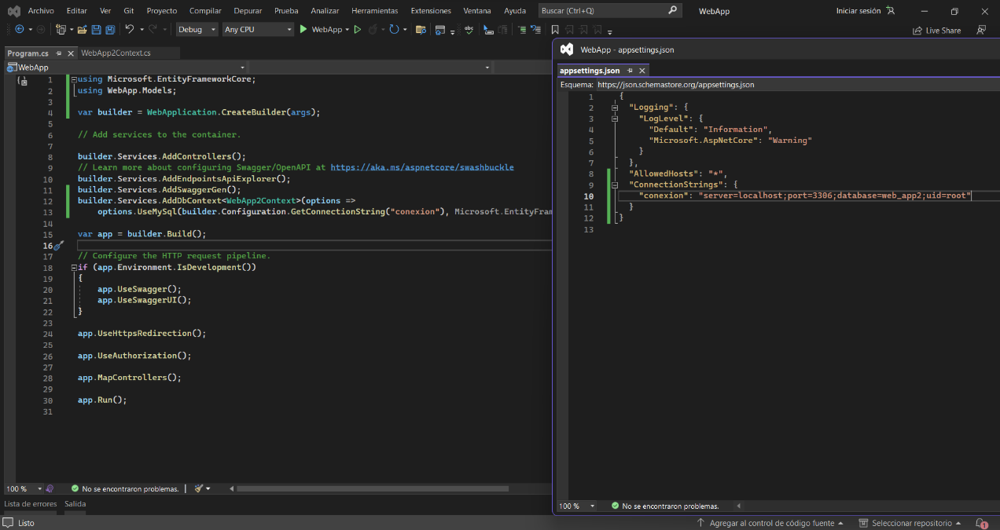 Archivo Editar Ver Git Proyecto Compilar Depurar Prueba Analizar Herramientas Extensiones Ventana Ayuda Buscar (Ctrl+Q) WebApp Iniciar sesión
Debug Any CPU WebApp Live Share
Program.cs WebApp2Context.cs
WebApp
1 using Microsoft.EntityFrameworkCore;
2 using WebApp.Models;
3
4 var builder = WebApplication.CreateBuilder(args);
5
6 // Add services to the container.
7
8 builder.Services.AddControllers();
9 // Learn more about configuring Swagger/OpenAPI at https://aka.ms/aspnetcore/swashbuckle
10 builder.Services.AddEndpointsApiExplorer();
11 builder.Services.AddSwaggerGen();
12 builder.Services.AddDbContext<WebApp2Context>(options =>
13 options.UseMySql(builder.Configuration.GetConnectionString("conexion"), Microsoft.EntityFram
14
15 var app = builder.Build();
16
17 // Configure the HTTP request pipeline.
18 if (app.Environment.IsDevelopment())
19 {
20 app.UseSwagger();
21 app.UseSwaggerUI();
22 }
23
24 app.UseHttpsRedirection();
25
26 app.UseAuthorization();
27
28 app.MapControllers();
29
30 app.Run();
31
100 % No se encontraron problemas.
Lista de errores Salida
Listo
WebApp - appsettings.json
appsettings.json
Esquema: https://json.schemastore.org/appsettings.json
1 {
2 "Logging": {
3 "LogLevel": {
4 "Default": "Information",
5 "Microsoft.AspNetCore": "Warning"
6 }
7 },
8 "AllowedHosts": "*",
9 "ConnectionStrings": {
10 "conexion": "server=localhost;port=3306;database=web_app2;uid=root"
11 }
12 }
13
100 % No se encontraron problemas.
Agregar al control de código fuente Seleccionar repositorio 1